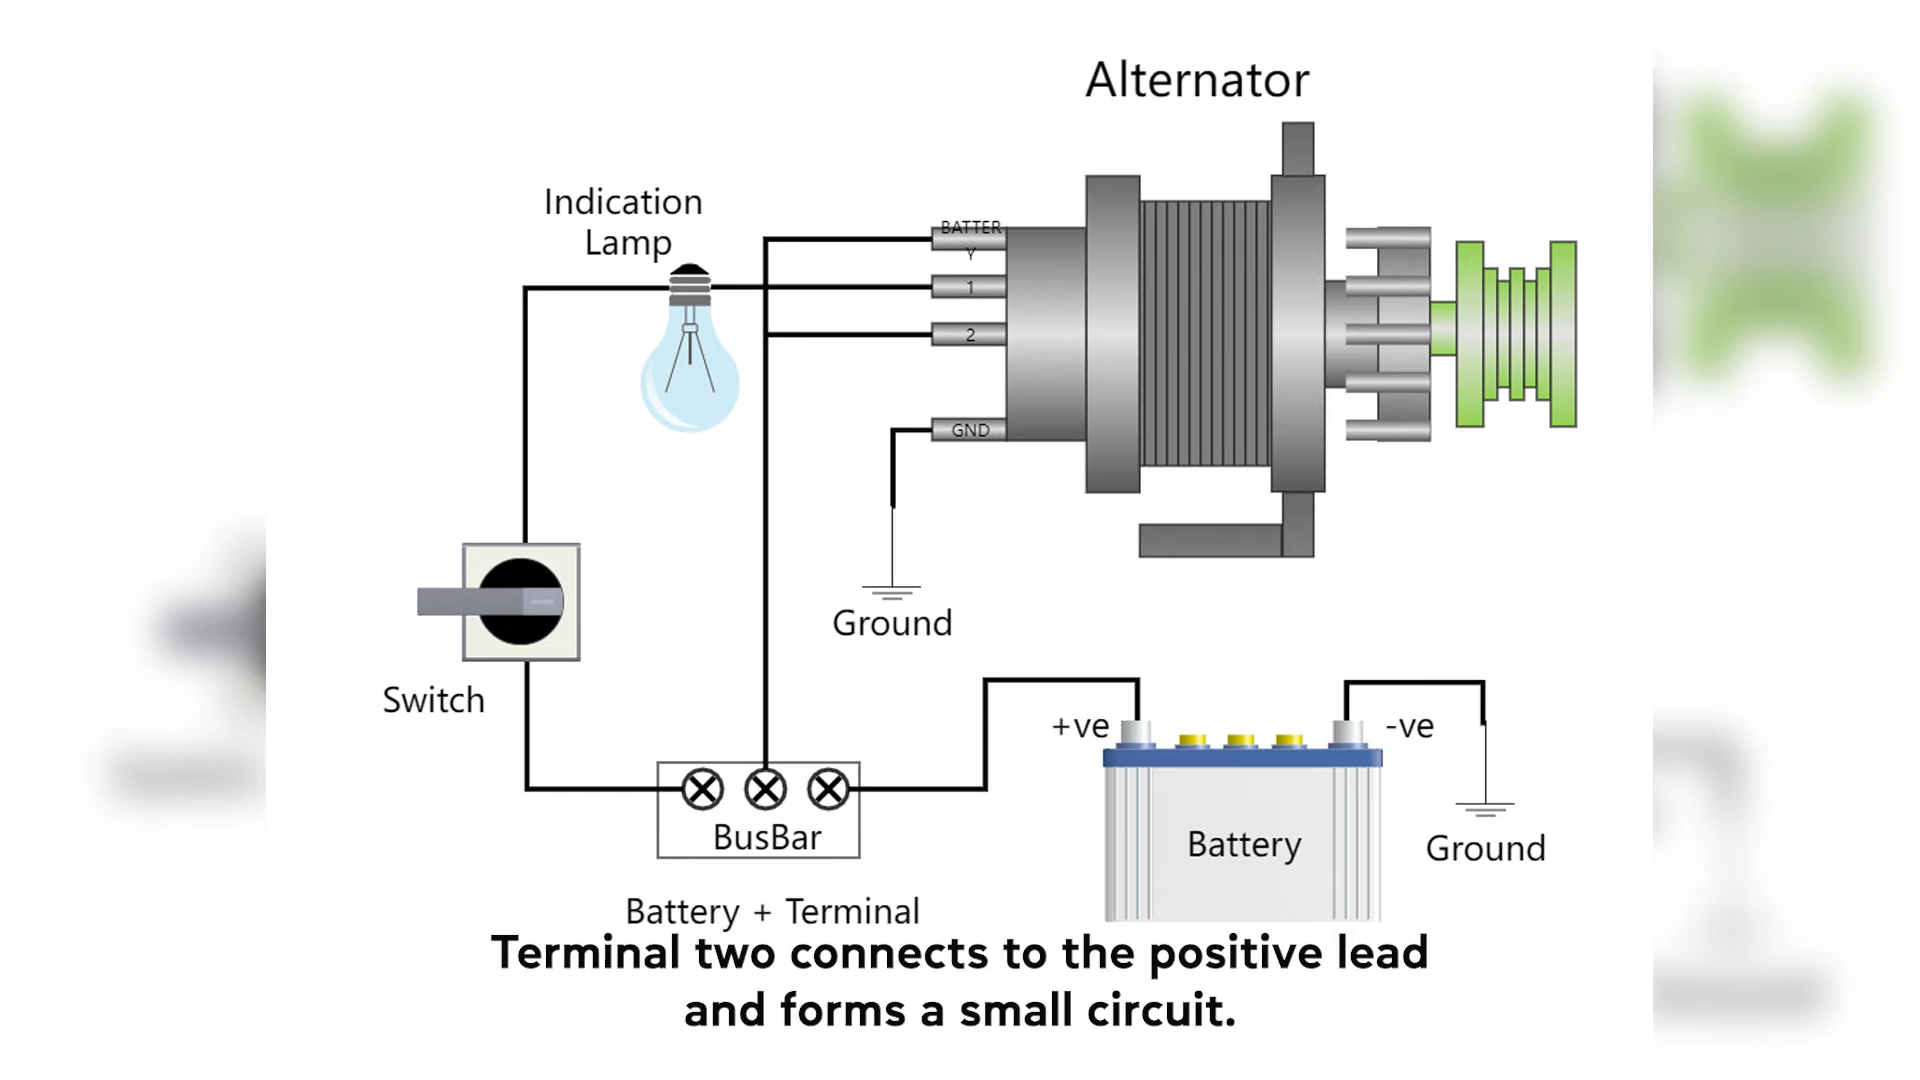 Alternator
Indication
Lamp
BATTER
Y
1
2
GND
Ground
Switch
+ve
-ve
BusBar
Battery
Ground
Battery + Terminal
Terminal two connects to the positive lead
and forms a small circuit.